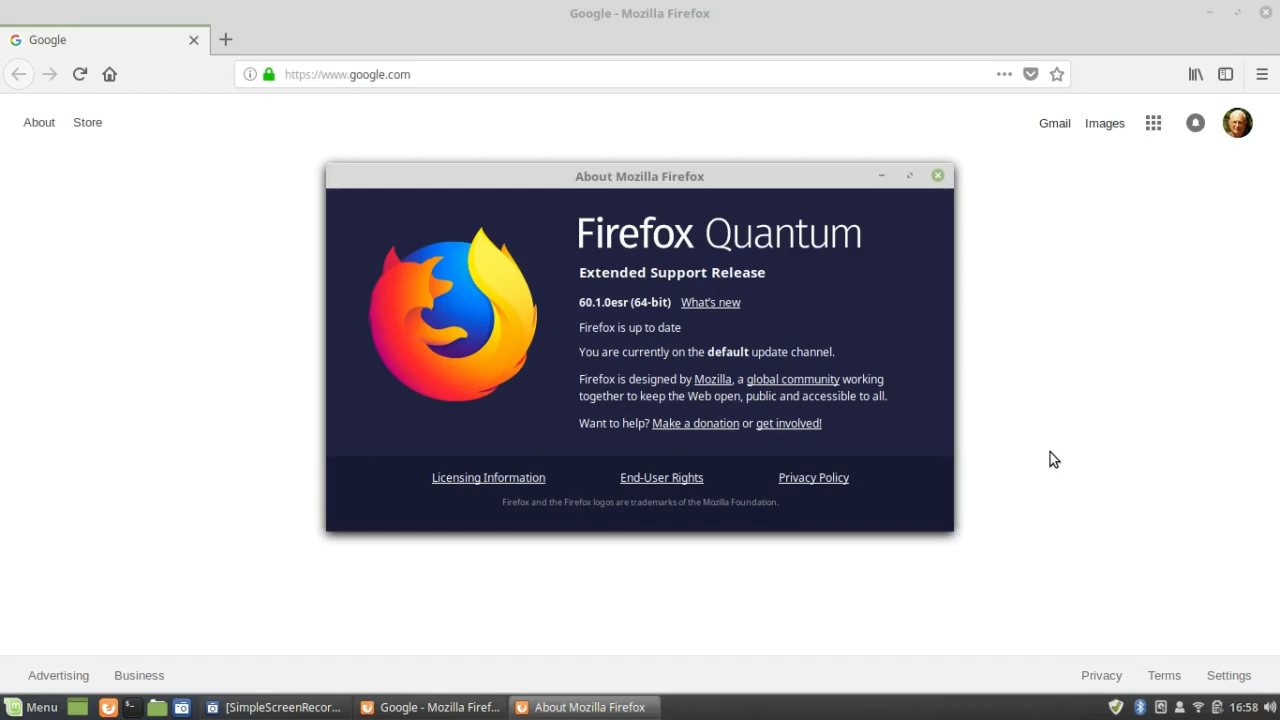 Google - Mozilla Firefox
Google
https://www.google.com
About Store
Gmail Images
About Mozilla Firefox
Firefox Quantum
Extended Support Release
60.1.0esr (64-bit) What's new
Firefox is up to date
You are currently on the default update channel.
Firefox is designed by Mozilla, a global community working
together to keep the Web open, public and accessible to all.
Want to help? Make a donation or get involved!
Licensing Information End-User Rights Privacy Policy
Firefox and the Firefox logos are trademarks of the Mozilla Foundation.
Advertising Business
Privacy Terms Settings
Menu [SimpleScreenRecor... Google - Mozilla Firef... About Mozilla Firefox 16:58